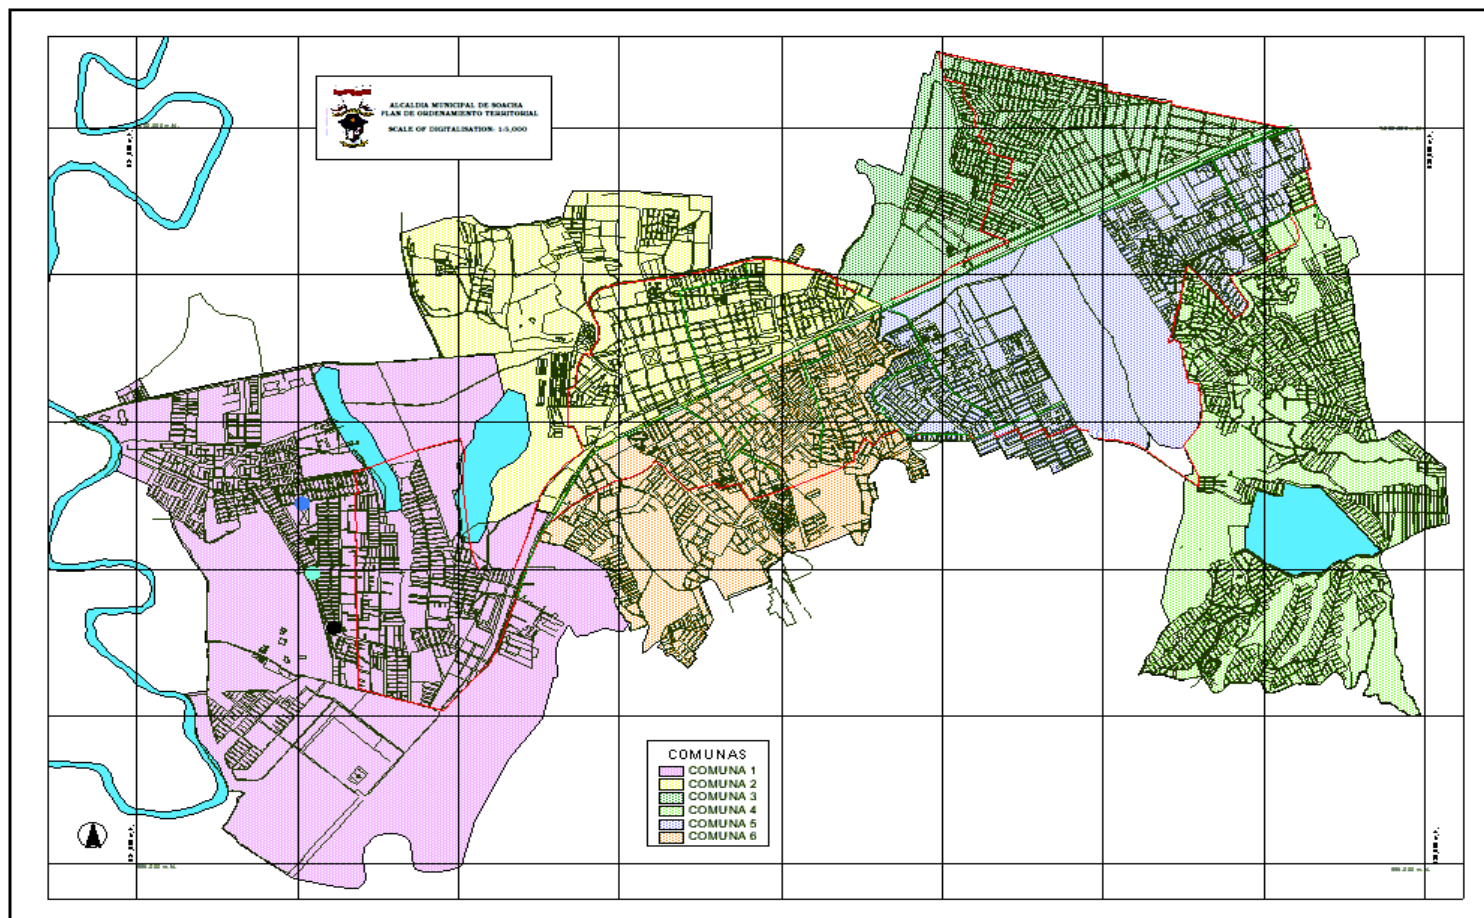 ALCALDIA MUNICIPAL DE SOACHA
PLAN DE ORDENAMIENTO TERRITORIAL
SCALE OF DIGITALISATION: 1:5,000
COMUNAS
COMUNA 1
COMUNA 2
COMUNA 3
COMUNA 4
COMUNA 5
COMUNA 6